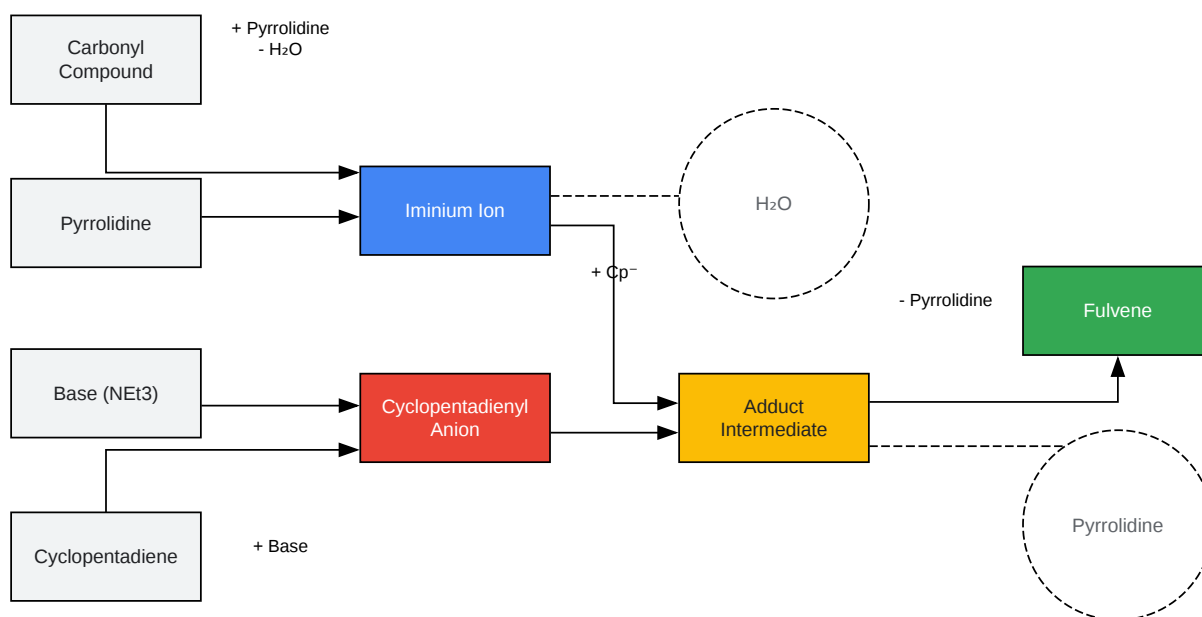 Carbonyl
Compound
+ Pyrrolidine
- H₂O
Pyrrolidine
Iminium Ion
H₂O
+ Cp⁻
- Pyrrolidine
Fulvene
Base (NEt3)
Cyclopentadienyl
Anion
Adduct
Intermediate
Cyclopentadiene
+ Base
Pyrrolidine